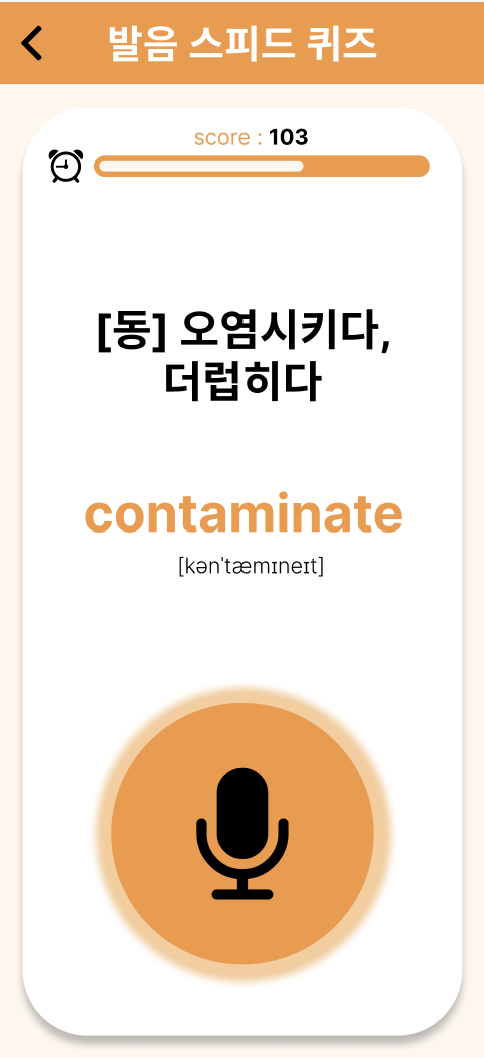 발음 스피드 퀴즈
score : 103
[동] 오염시키다,
더럽히다
contaminate
[kən'tæmɪneɪt]